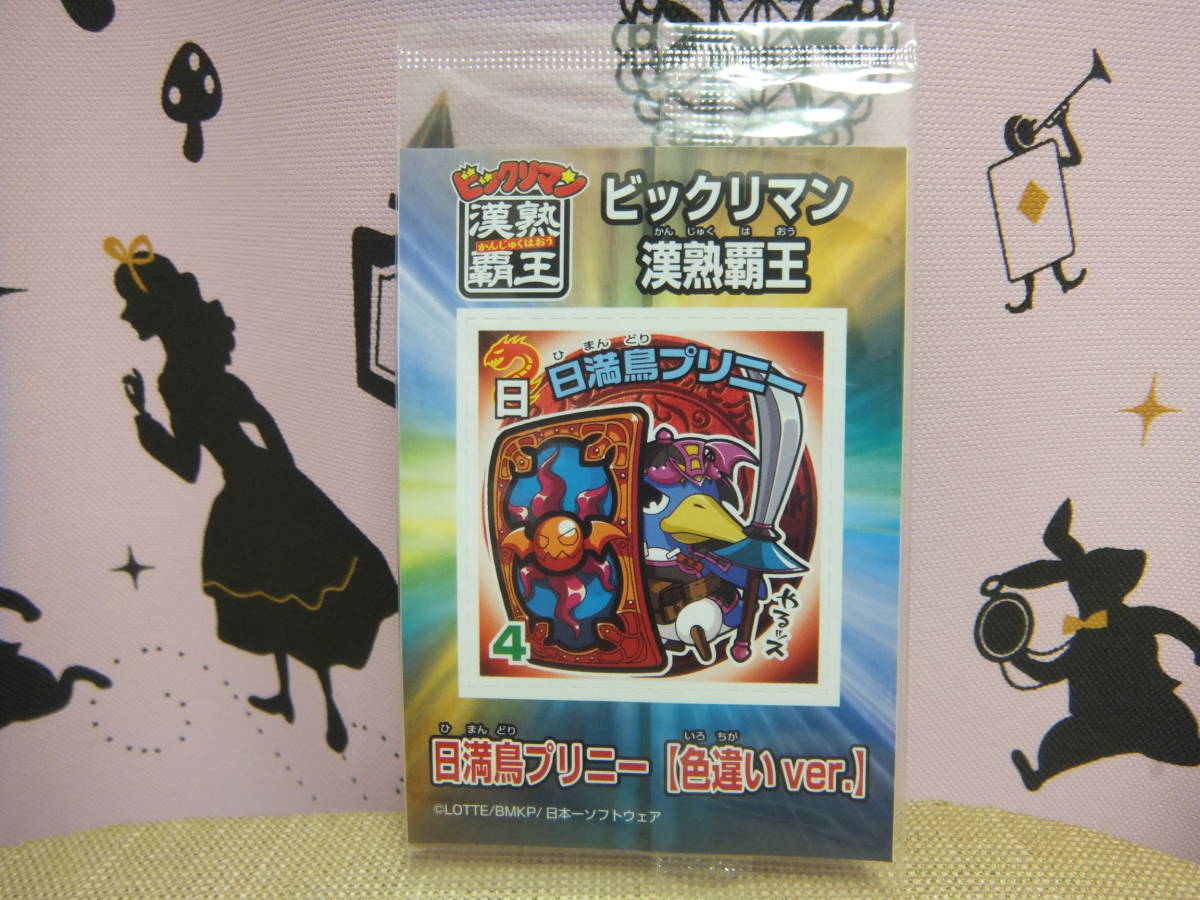 ビックリマン
漢熟
かんじゅくはおう
覇王
ビックリマン
かん じゅく は おう
漢熟覇王
ひ まん どり
日満鳥プリニー
日
4
ひ まん どり
日満鳥プリニー
いろ ちが
【色違いver.】
©LOTTE/BMKP/ 日本一ソフトウェア